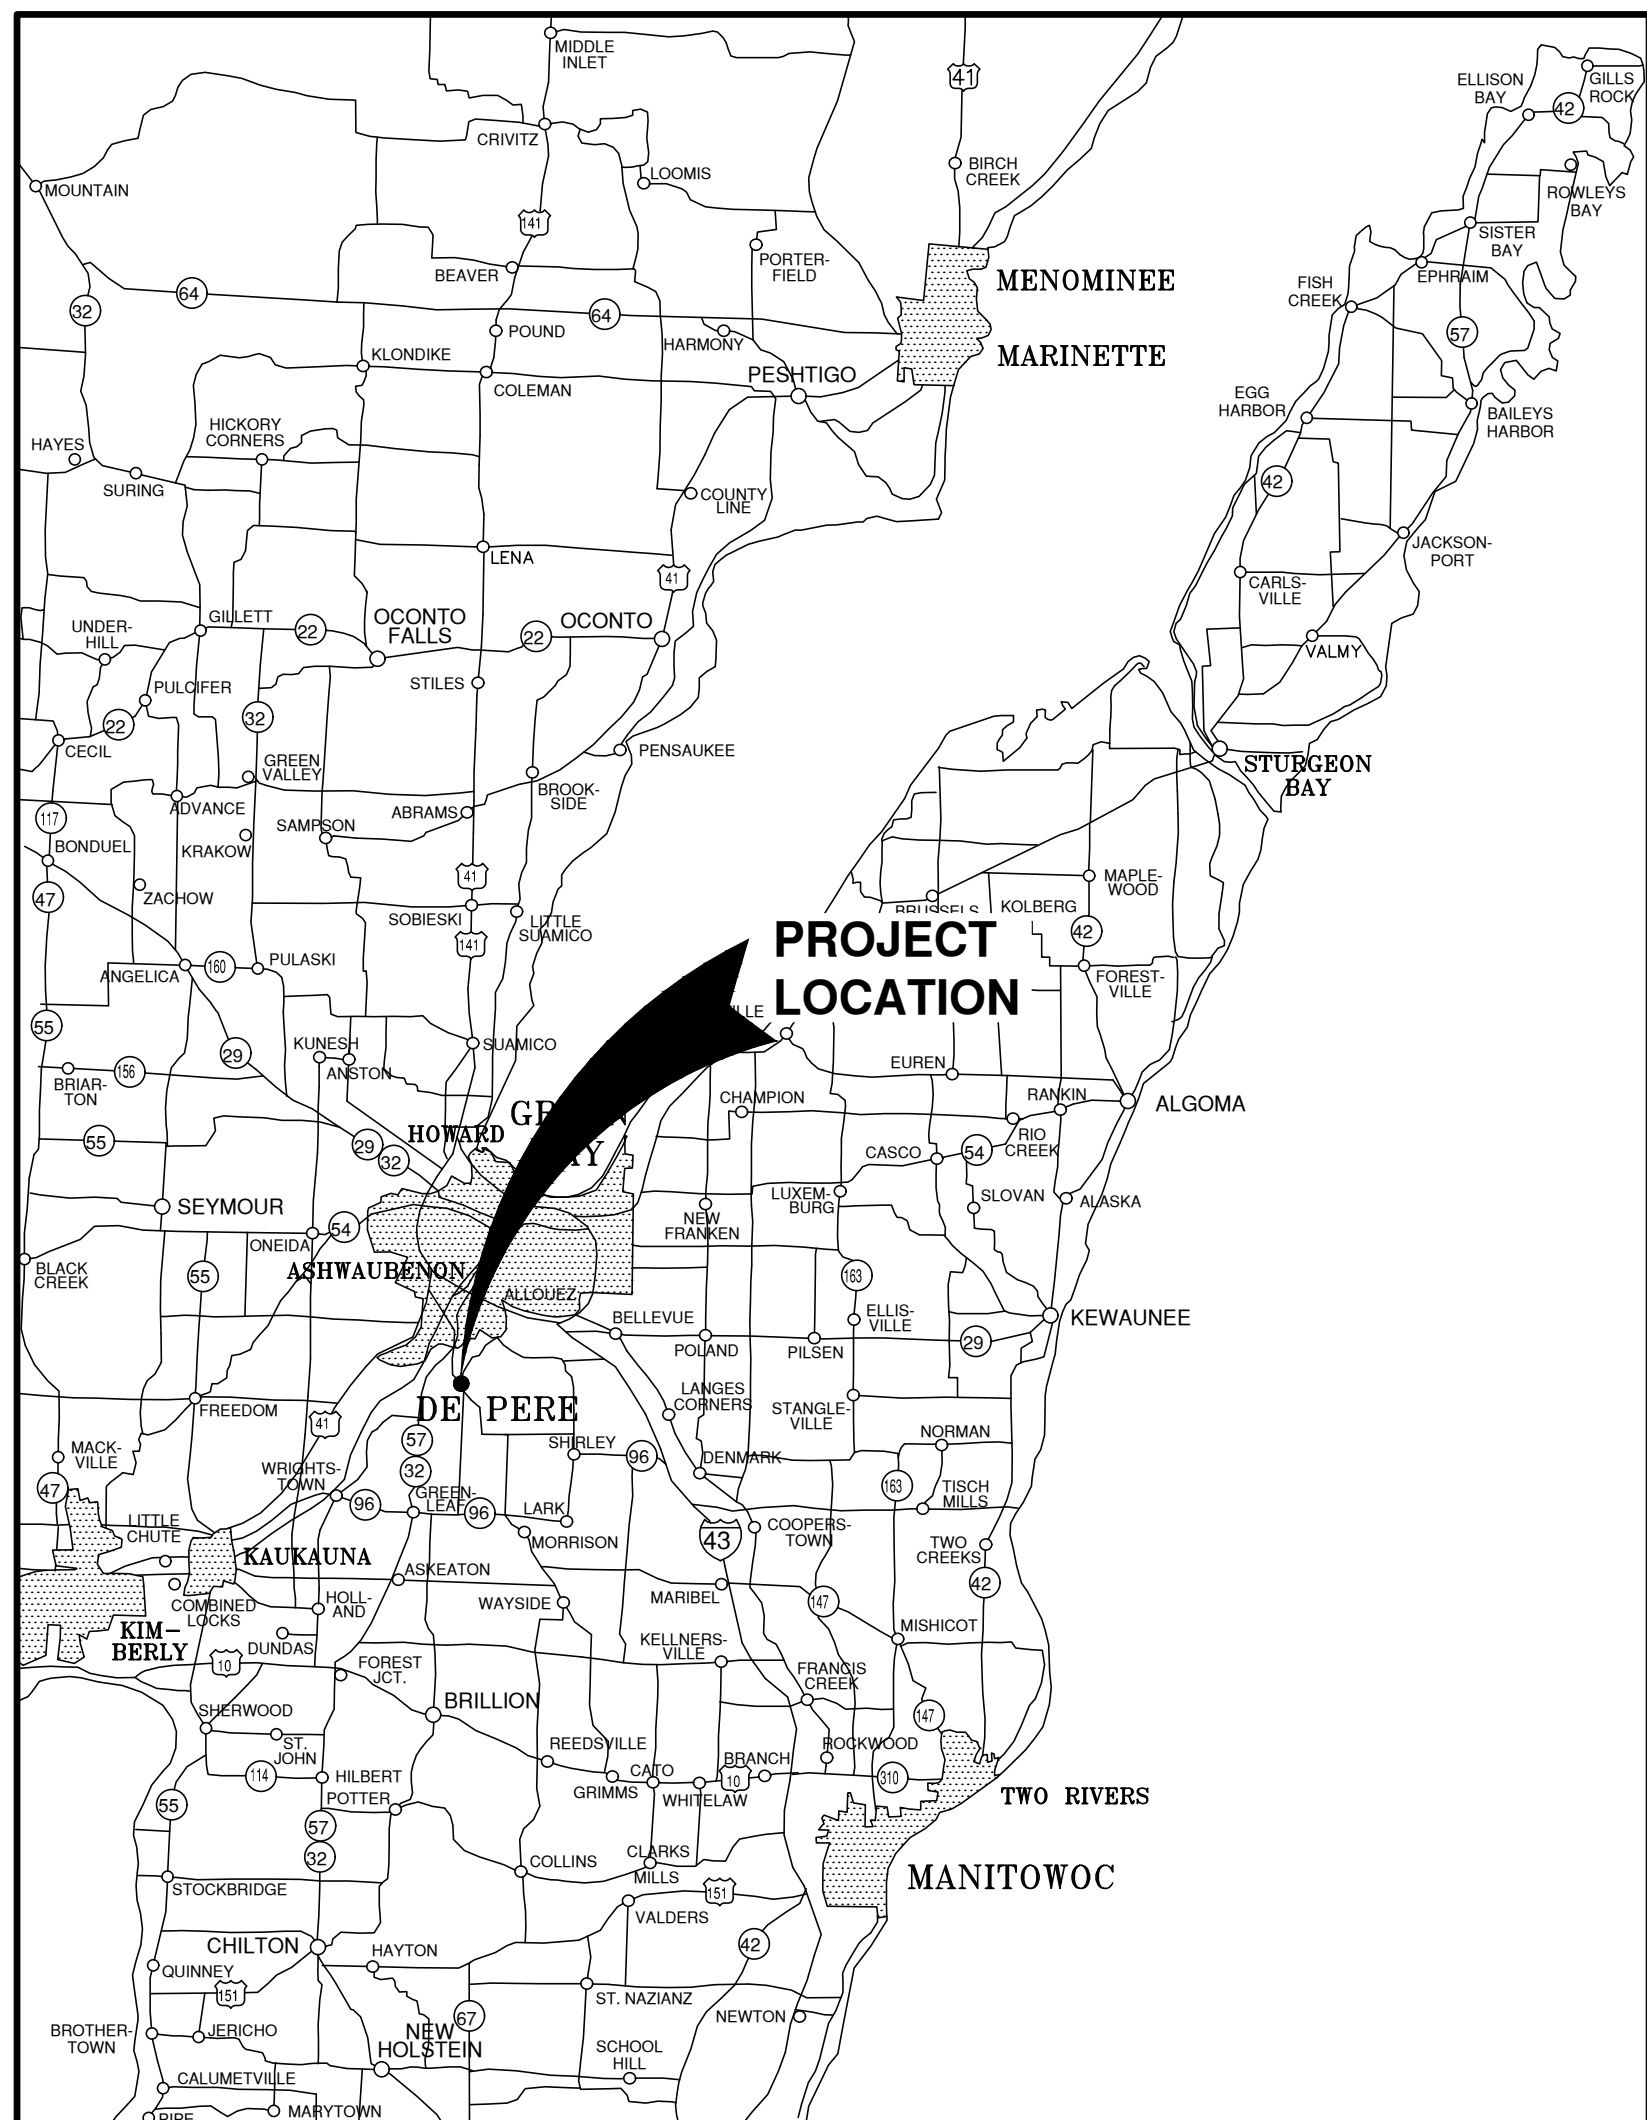 MIDDLE
INLET
41
ELLISON
BAY
GILLS
ROCK
42
CRIVITZ
BIRCH
CREEK
LOOMIS
MOUNTAIN
ROWLEYS
BAY
141
SISTER
BAY
PORTER-
FIELD
BEAVER
MENOMINEE
EPHRAIM
FISH
CREEK
64
32
64
POUND
HARMONY
57
KLONDIKE
MARINETTE
PESHTIGO
COLEMAN
EGG
HARBOR
BAILEYS
HARBOR
HICKORY
CORNERS
HAYES
SURING
42
COUNTY
LINE
JACKSON-
PORT
LENA
41
CARLS-
VILLE
GILLETT
22
OCONTO
FALLS
22
OCONTO
UNDER-
HILL
VALMY
PULCIFER
STILES
22
32
CECIL
PENSAUKEE
GREEN
VALLEY
STURGEON
BAY
BROOK-
SIDE
ADVANCE
ABRAMS
117
SAMPSON
BONDUEL
KRAKOW
41
MAPLE-
WOOD
47
ZACHOW
SOBIESKI
LITTLE
SUAMICO
BRUSSELS
KOLBERG
141
42
PROJECT
LOCATION
ANGELICA
160
PULASKI
FOREST-
VILLE
ILLE
55
KUNESH
SUAMICO
29
156
ANSTON
EUREN
BRIAR-
TON
CHAMPION
RANKIN
ALGOMA
HOWARD
55
29
32
RIO
CREEK
CASCO
54
SEYMOUR
LUXEM-
BURG
SLOVAN
ALASKA
54
NEW
FRANKEN
ONEIDA
BLACK
CREEK
55
ASHWAUBENON
163
ALLOUEZ
BELLEVUE
ELLIS-
VILLE
KEWAUNEE
POLAND
PILSEN
29
DE PERE
LANGES
CORNERS
FREEDOM
41
STANGLE-
VILLE
57
SHIRLEY
96
NORMAN
MACK-
VILLE
DENMARK
WRIGHTS-
TOWN
32
47
GREEN-
LEAF
163
TISCH
MILLS
96
96
LARK
LITTLE
CHUTE
43
COOPERS-
TOWN
MORRISON
TWO
CREEKS
KAUKAUNA
ASKEATON
42
COMBINED
LOCKS
HOLL-
AND
WAYSIDE
MARIBEL
147
KIM-
BERLY
MISHICOT
DUNDAS
KELLNERS-
VILLE
10
FOREST
JCT.
FRANCIS
CREEK
BRILLION
SHERWOOD
147
ST.
JOHN
REEDSVILLE
ROCKWOOD
BRANCH
114
HILBERT
CATO
10
310
GRIMMS
WHITELAW
TWO RIVERS
POTTER
55
57
32
CLARKS
MILLS
COLLINS
MANITOWOC
STOCKBRIDGE
151
VALDERS
CHILTON
42
HAYTON
QUINNEY
151
ST. NAZIANZ
67
NEWTON
BROTHER-
TOWN
JERICHO
NEW
HOLSTEIN
SCHOOL
HILL
CALUMETVILLE
MARYTOWN
PIPE